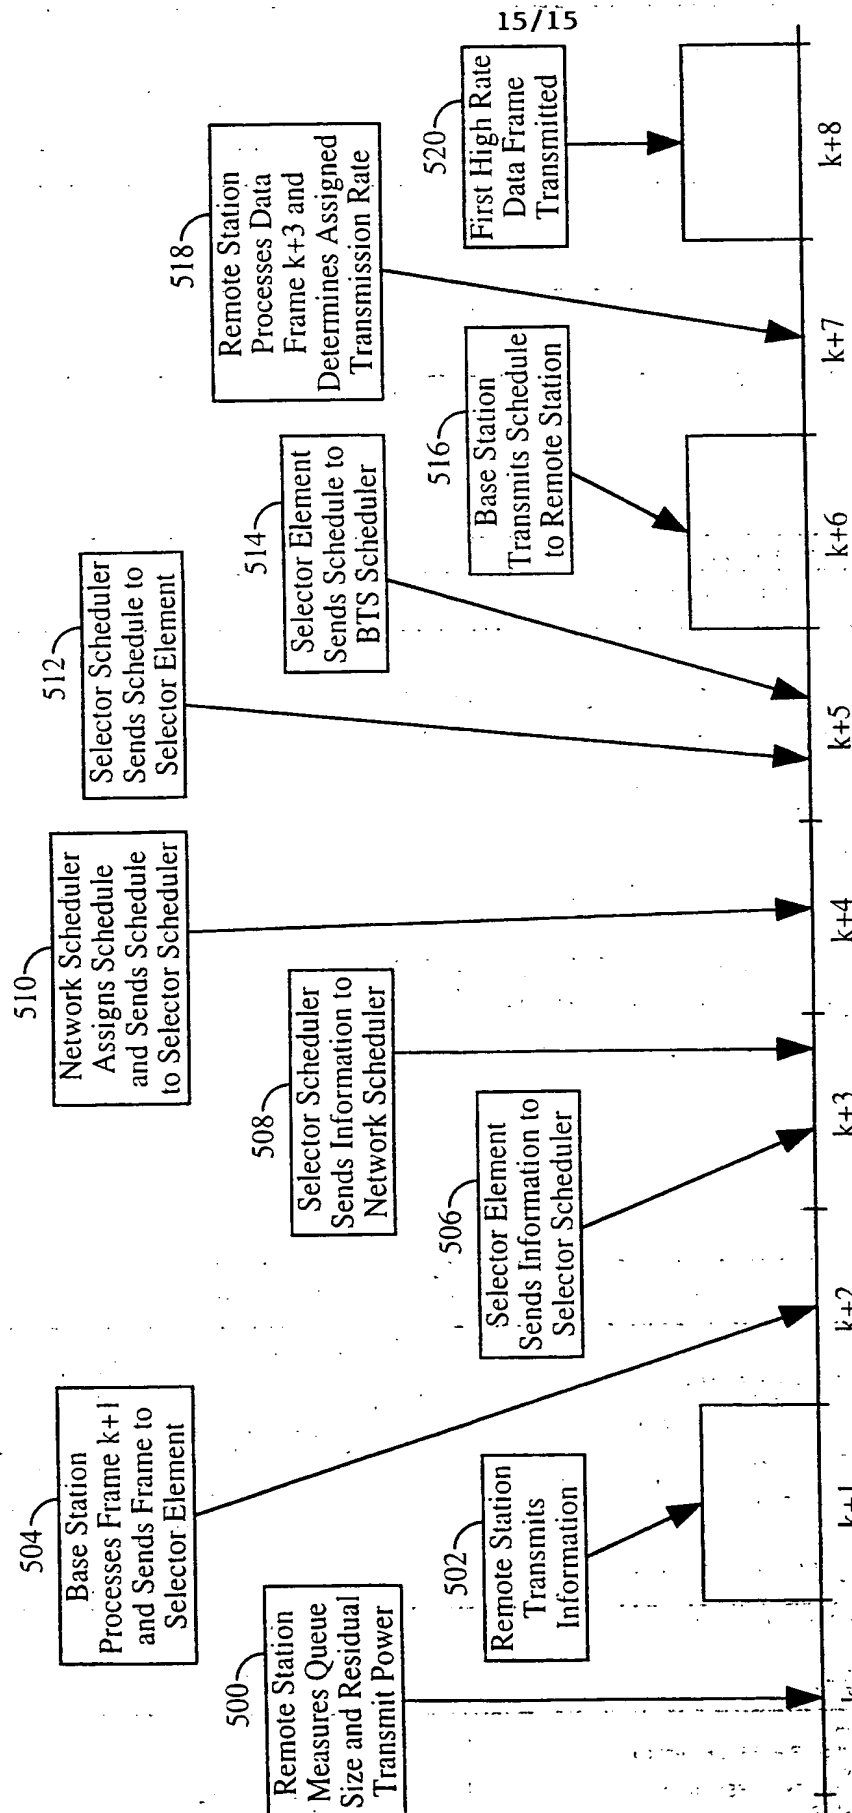 15/15
500
Remote Station
Measures Queue
Size and Residual
Transmit Power
502
Remote Station
Transmits
Information
504
Base Station
Processes Frame k+1
and Sends Frame to
Selector Element
506
Selector Element
Sends Information to
Selector Scheduler
508
Selector Scheduler
Sends Information to
Network Scheduler
510
Network Scheduler
Assigns Schedule
and Sends Schedule
to Selector Scheduler
512
Selector Scheduler
Sends Schedule to
Selector Element
514
Selector Element
Sends Schedule to
BTS Scheduler
516
Base Station
Transmits Schedule
to Remote Station
518
Remote Station
Processes Data
Frame k+3 and
Determines Assigned
Transmission Rate
520
First High Rate
Data Frame
Transmitted
k+1
k+2
k+3
k+4
k+5
k+6
k+7
k+8